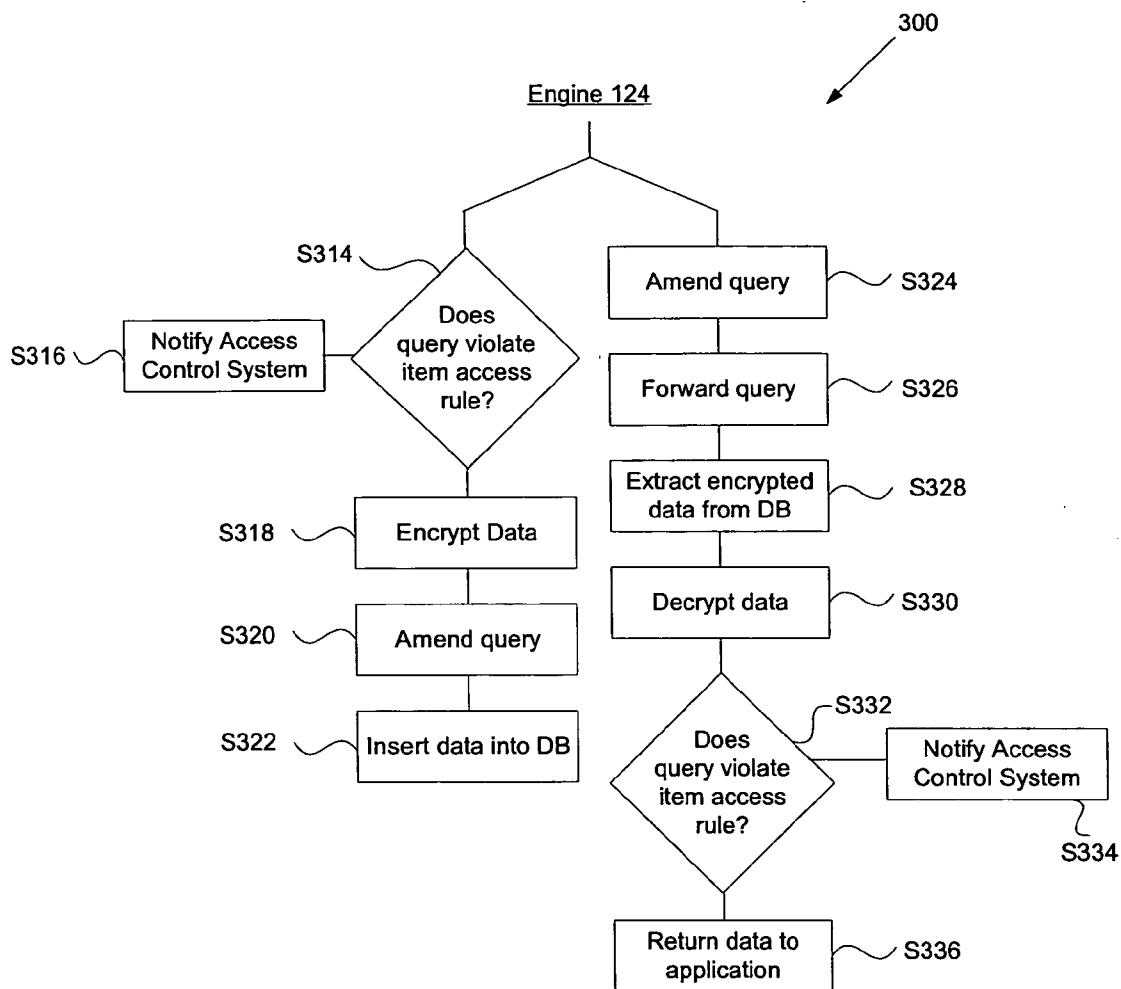 300
Engine 124
S314
Does
query violate
item access
rule?
S316
Notify Access
Control System
S318
Encrypt Data
S320
Amend query
S322
Insert data into DB
Amend query
S324
Forward query
S326
Extract encrypted
data from DB
S328
Decrypt data
S330
S332
Does
query violate
item access
rule?
Notify Access
Control System
S334
Return data to
application
S336